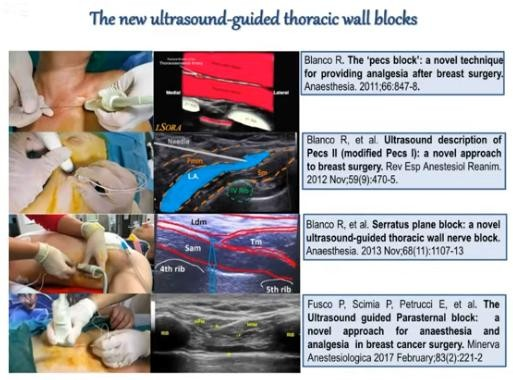 The new ultrasound-guided thoracic wall blocks
Thoracoacromial Artery
Medial
Lateral
Blanco R. The 'pecs block': a novel technique
for providing analgesia after breast surgery.
Anaesthesia. 2011;66:847-8.
Needle
Pmm
L.A.
Sm
IV Rib
Blanco R, et al. Ultrasound description of
Pecs II (modified Pecs I): a novel approach
to breast surgery. Rev Esp Anestesiol Reanim.
2012 Nov;59(9):470-5.
Ldm
Tm
Sam
4th rib
5th rib
Blanco R, et al. Serratus plane block: a novel
ultrasound-guided thoracic wall nerve block.
Anaesthesia. 2013 Nov;68(11):1107-13
RIB
RIB
Fusco P, Scimia P, Petrucci E, et al. The
Ultrasound guided Parasternal block: a
novel approach for anaesthesia and
analgesia in breast cancer surgery. Minerva
Anestesiologica 2017 February;83(2):221-2